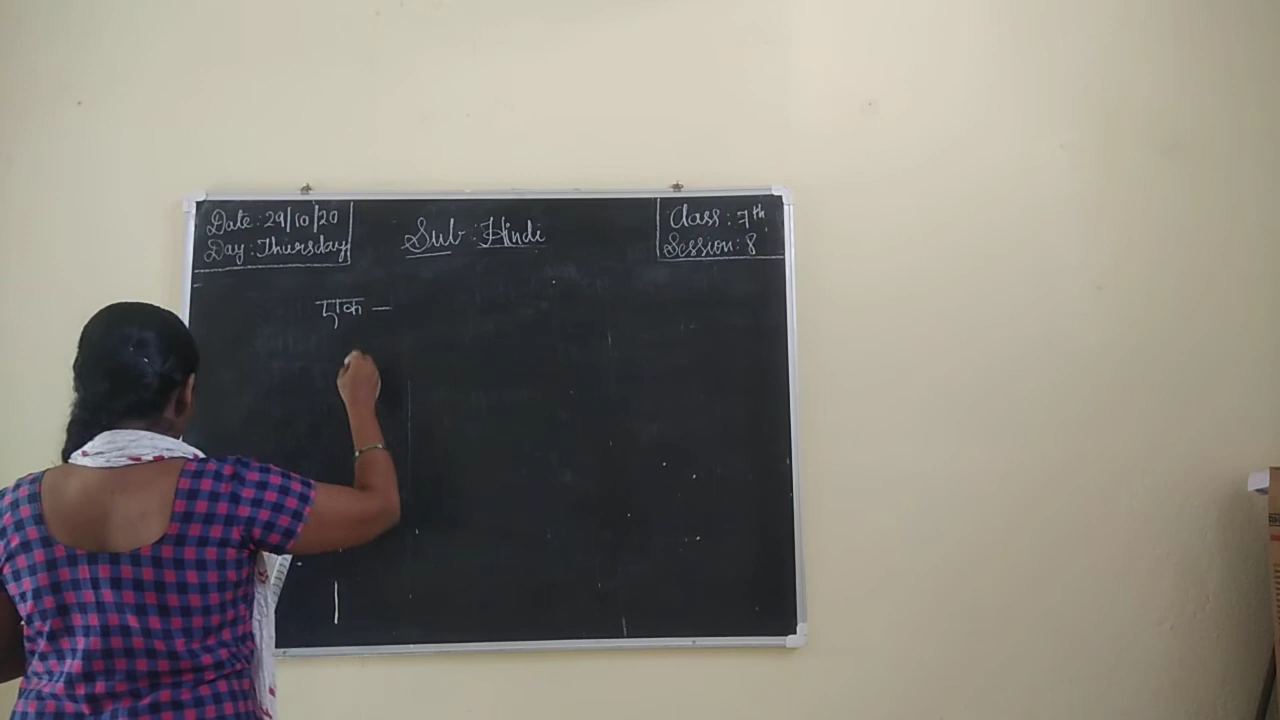 Date : 29/10/20
Day : Thursday
Sub : Hindi
Class : 7th
Session : 8